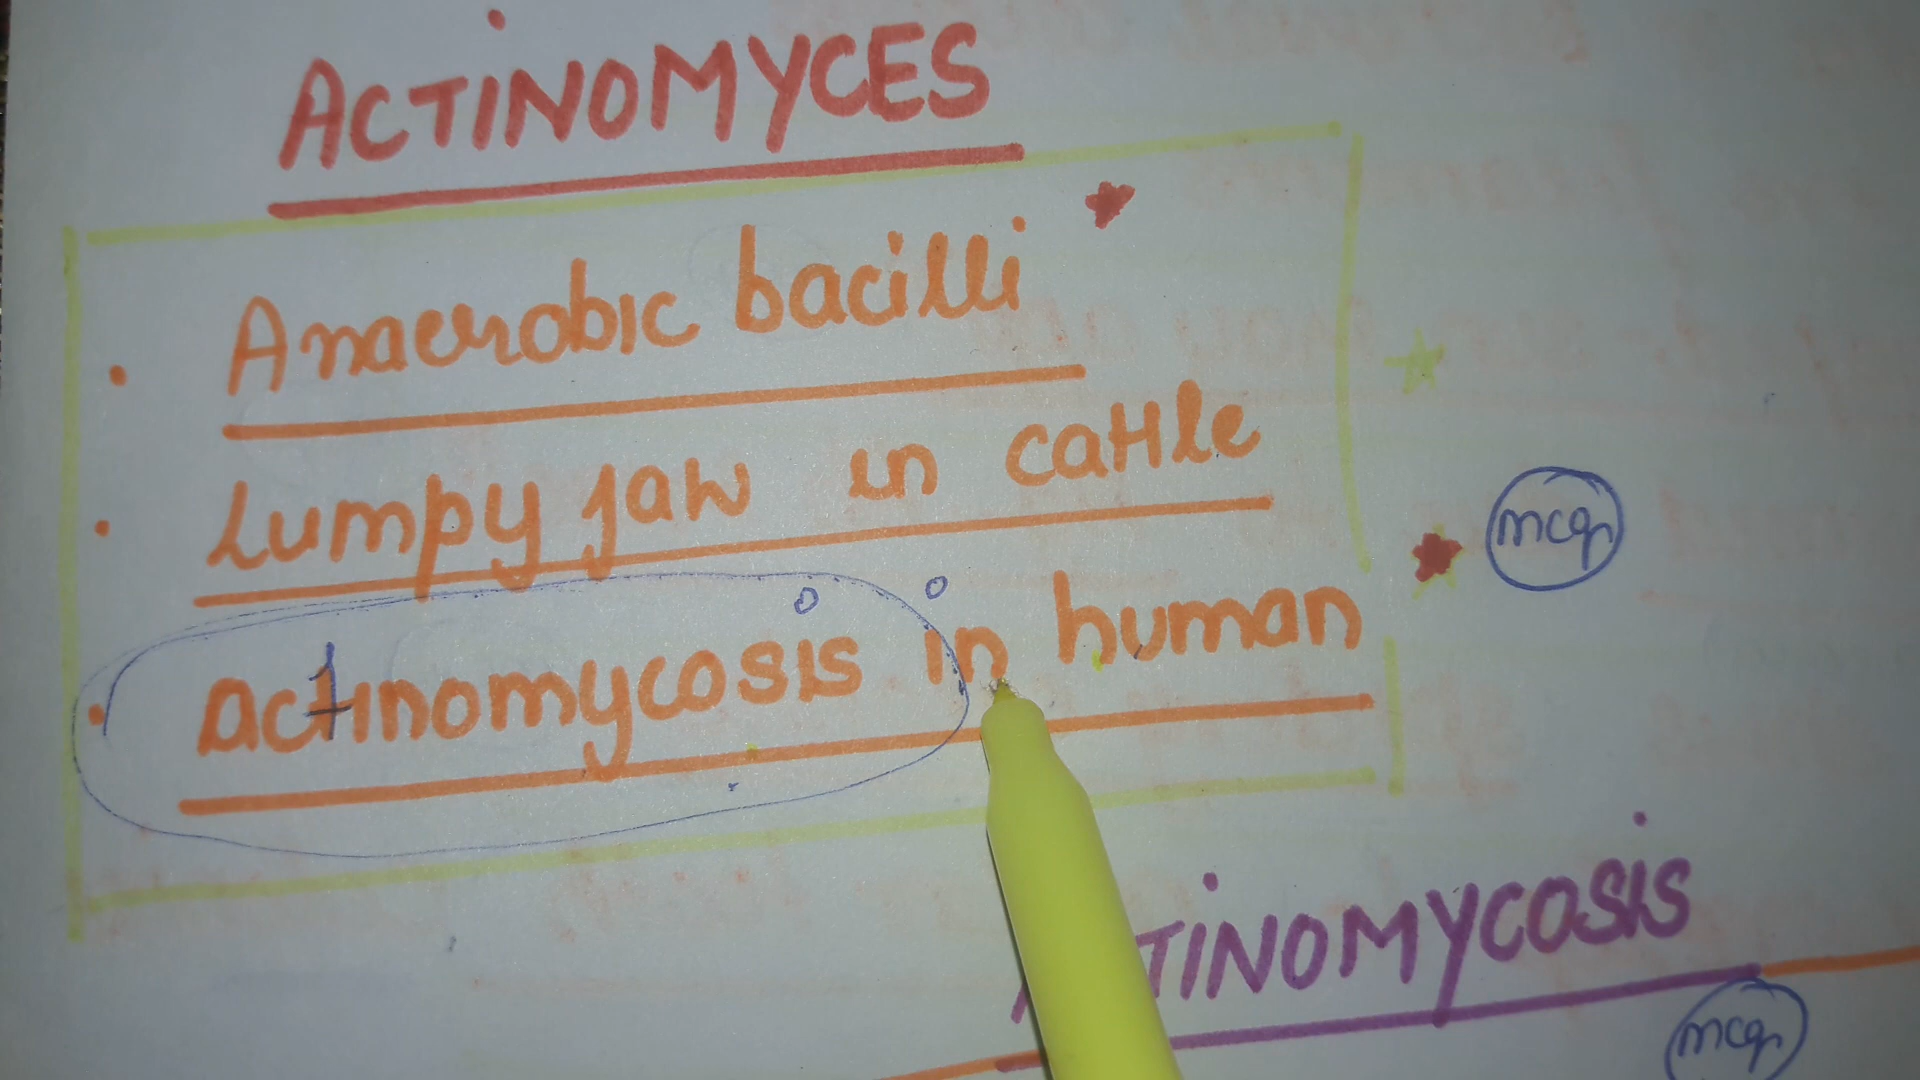 ACTINOMYCES
• Anaerobic bacilli
• Lumpy jaw in cattle
mcq
• actinomycosis in human
TINOMYCOSIS
mcq